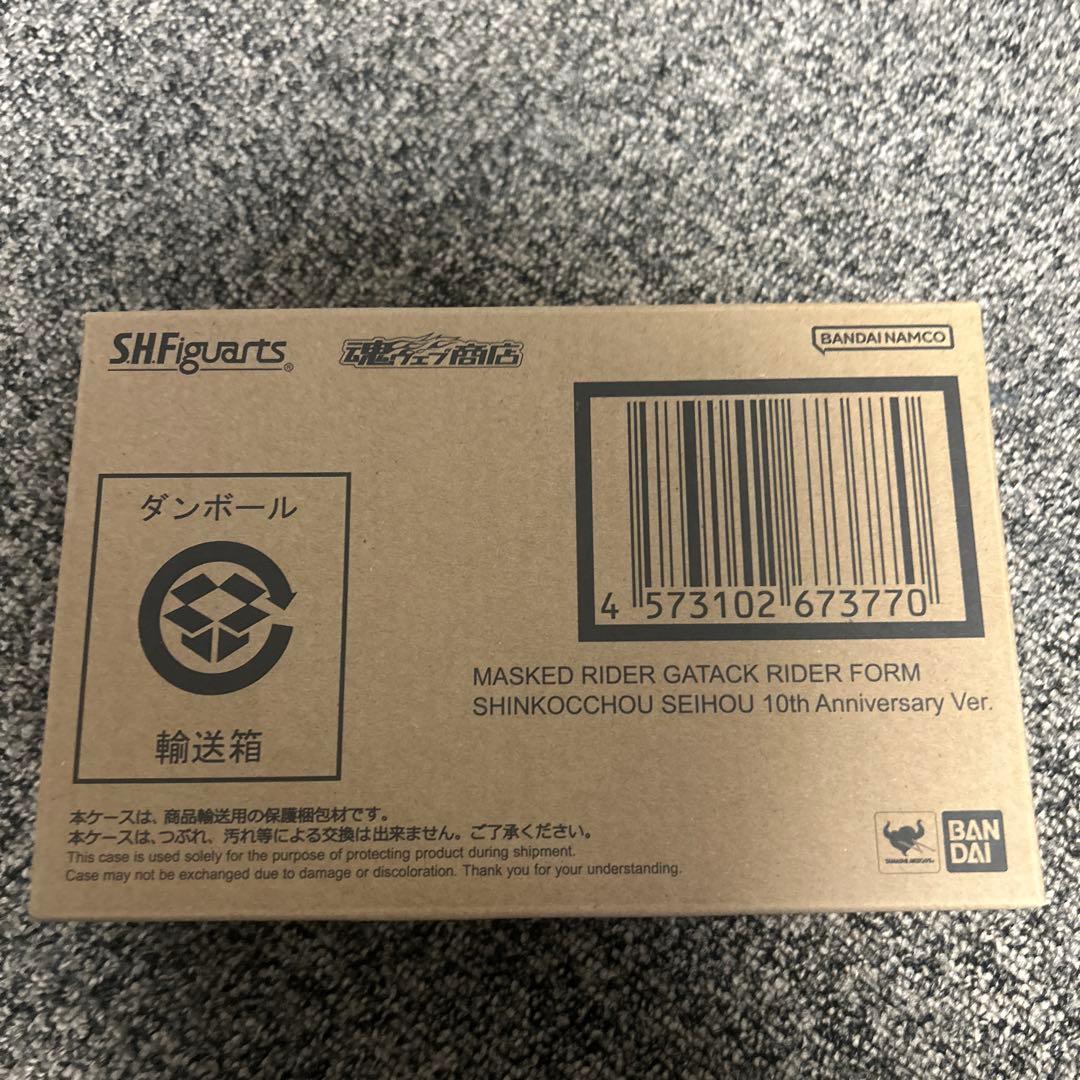 S.H.Figuarts®
魂ウェブ商店
BANDAI NAMCO
ダンボール
輸送箱
4 573102 673770
MASKED RIDER GATACK RIDER FORM
SHINKOCCHOU SEIHOU 10th Anniversary Ver.
本ケースは、商品輸送用の保護梱包材です。
本ケースは、つぶれ、汚れ等による交換は出来ません。ご了承ください。
This case is used solely for the purpose of protecting product during shipment.
Case may not be exchanged due to damage or discoloration. Thank you for your understanding.
TAMASHII NATIONS
BAN
DAI